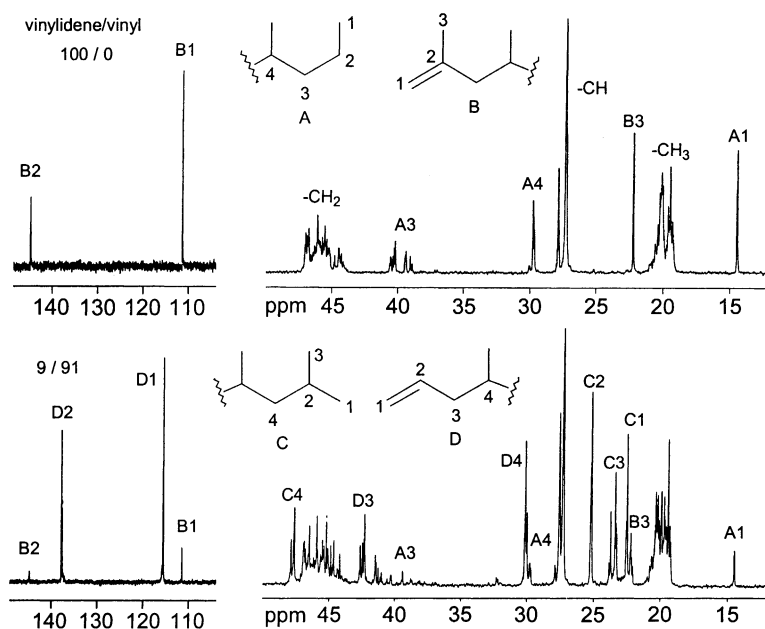 vinylidene/vinyl
100 / 0
B2
B1
1
2
3
4
A
1
2
3
B
-CH2
A3
A4
-CH
B3
-CH3
A1
140 130 120 110
ppm 45 40 35 30 25 20 15
9 / 91
B2
D2
D1
B1
1
2
3
4
C
1
2
3
4
D
C4
D3
A3
D4
A4
C2
C3
C1
B3
A1
140 130 120 110
ppm 45 40 35 30 25 20 15